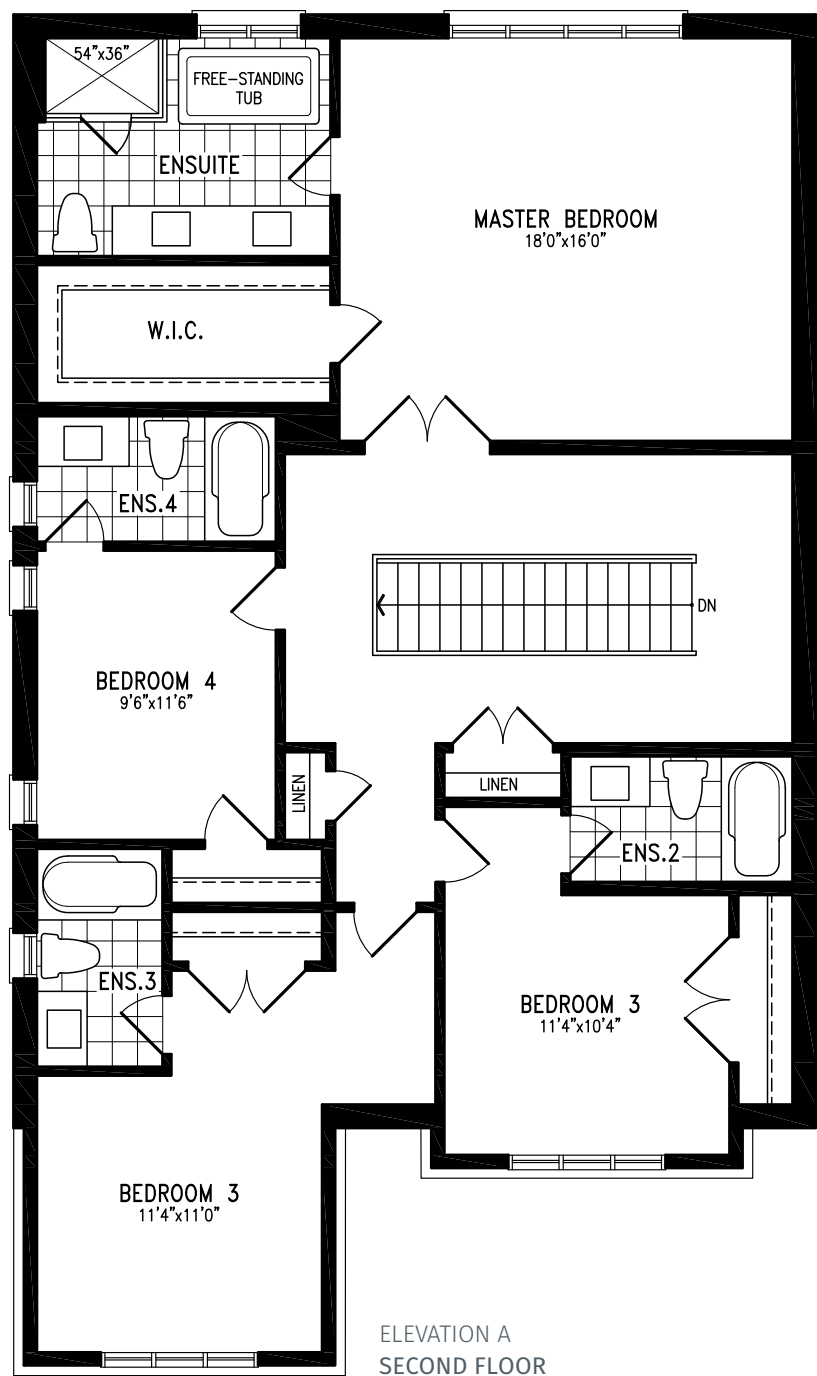 54"x36"
FREE-STANDING
TUB
ENSUITE
MASTER BEDROOM
18'0"x16'0"
W.I.C.
ENS.4
DN
BEDROOM 4
9'6"x11'6"
LINEN
LINEN
ENS.2
ENS.3
BEDROOM 3
11'4"x10'4"
BEDROOM 3
11'4"x11'0"
ELEVATION A
SECOND FLOOR